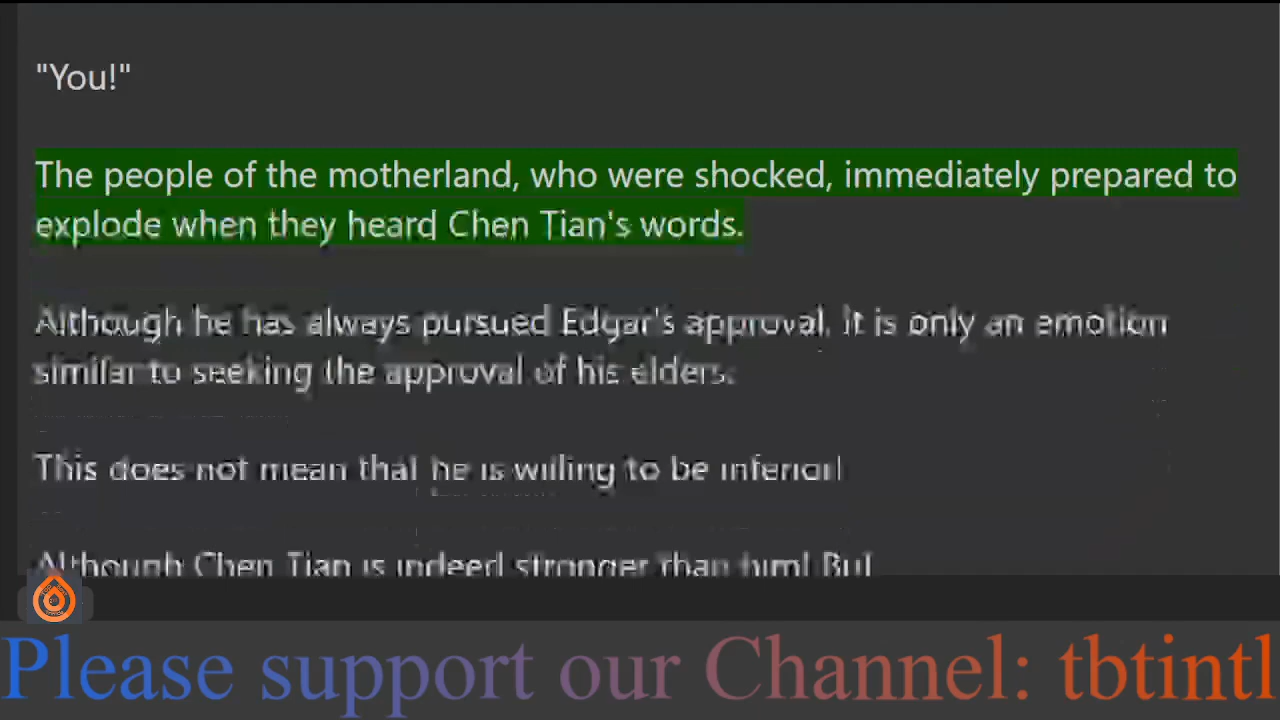 "You!"
The people of the motherland, who were shocked, immediately prepared to
explode when they heard Chen Tian's words.
Although he has always pursued Edgar's approval, it is only an emotion
similar to seeking the approval of his elders.
This does not mean that he is willing to be inferior!
Although Chen Tian is indeed stronger than him! But
Please support our Channel: tbtintl